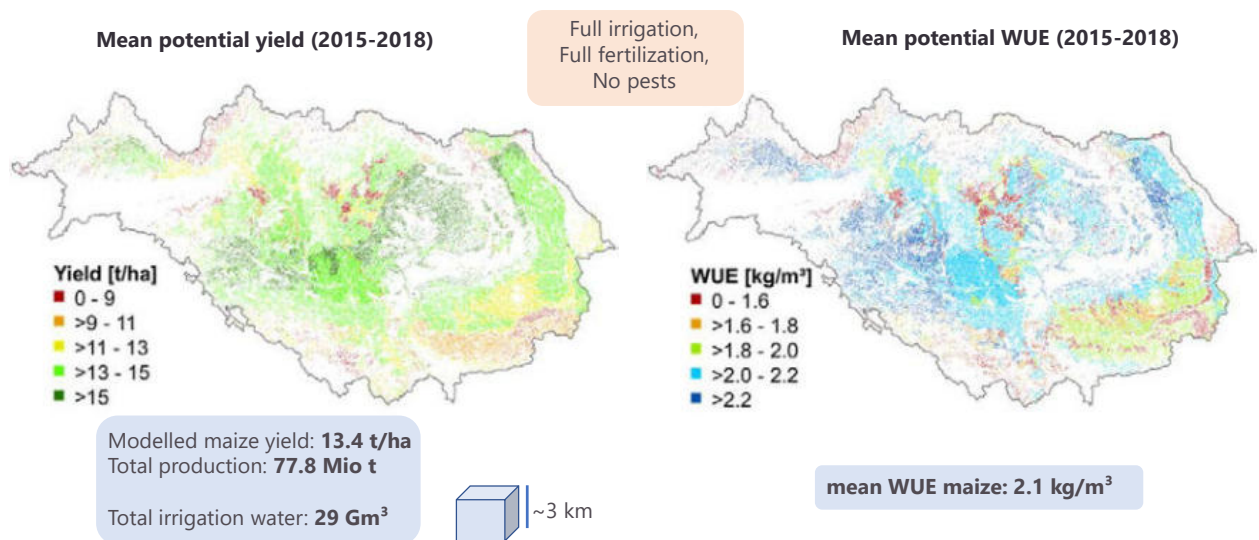 Mean potential yield (2015-2018)
Full irrigation,
Full fertilization,
No pests
Mean potential WUE (2015-2018)
Yield [t/ha]
0 - 9
>9 - 11
>11 - 13
>13 - 15
>15
WUE [kg/m³]
0 - 1.6
>1.6 - 1.8
>1.8 - 2.0
>2.0 - 2.2
>2.2
Modelled maize yield: 13.4 t/ha
Total production: 77.8 Mio t
Total irrigation water: 29 Gm³
~3 km
mean WUE maize: 2.1 kg/m³